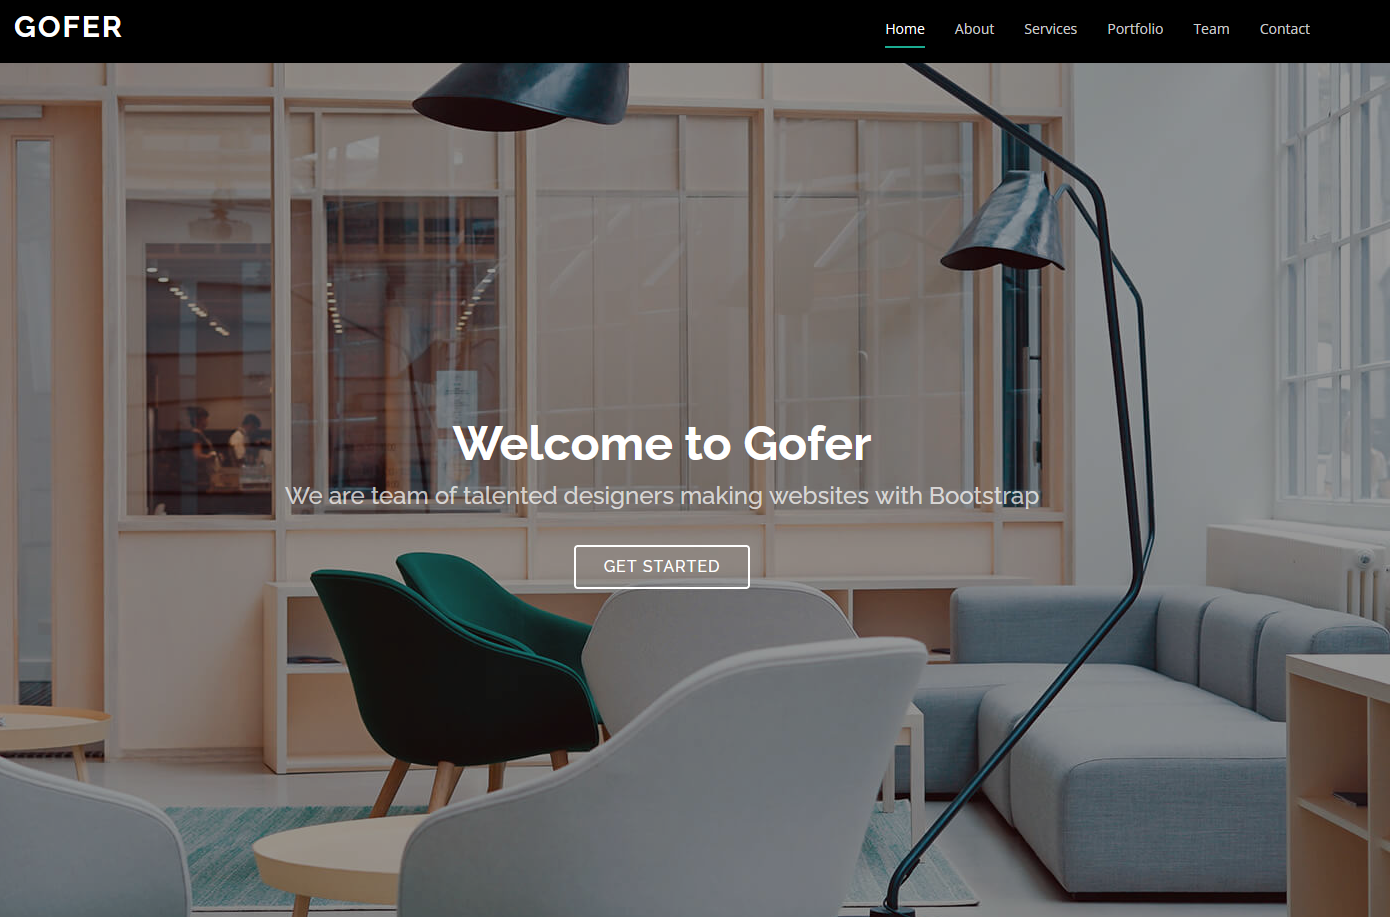 GOFER
Home About Services Portfolio Team Contact
Welcome to Gofer
We are team of talented designers making websites with Bootstrap
GET STARTED